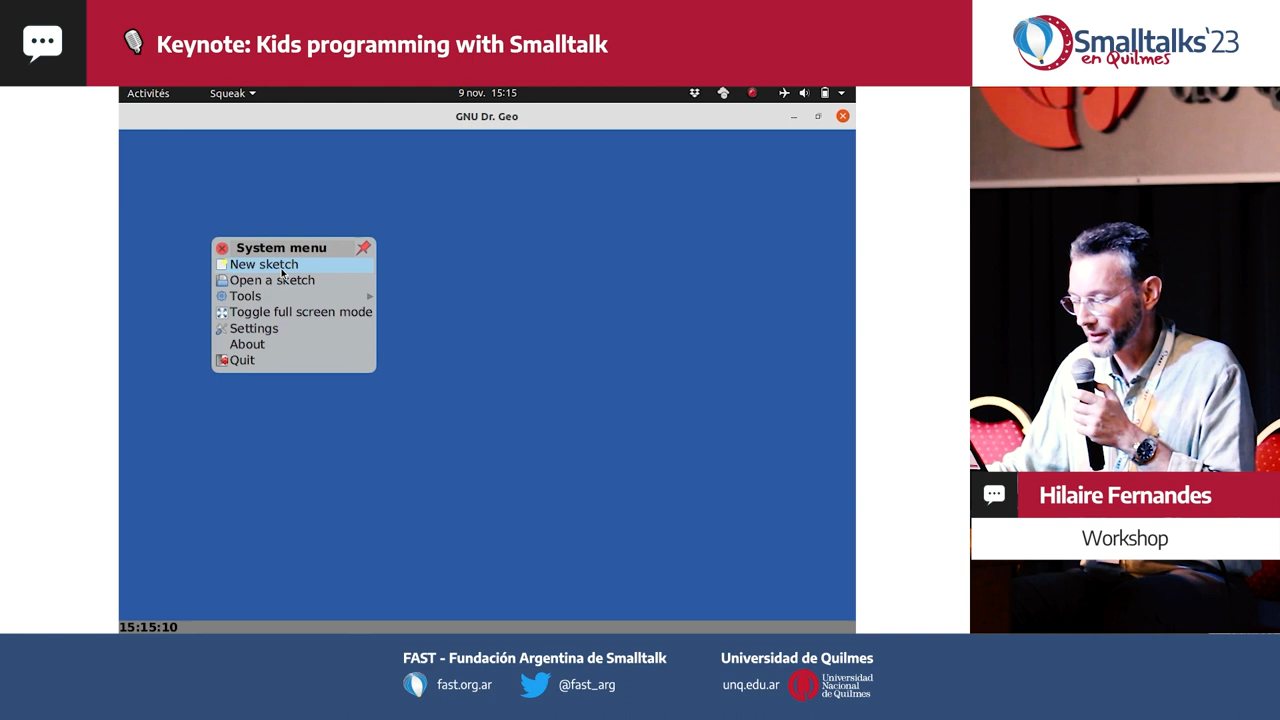 Keynote: Kids programming with Smalltalk
Smalltalks'23
en Quilmes
Activités
Squeak
9 nov. 15:15
GNU Dr. Geo
System menu
New sketch
Open a sketch
Tools
Toggle full screen mode
Settings
About
Quit
15:15:10
Hilaire Fernandes
Workshop
FAST - Fundación Argentina de Smalltalk
fast.org.ar
@fast_arg
Universidad de Quilmes
unq.edu.ar
Universidad
Nacional
de Quilmes